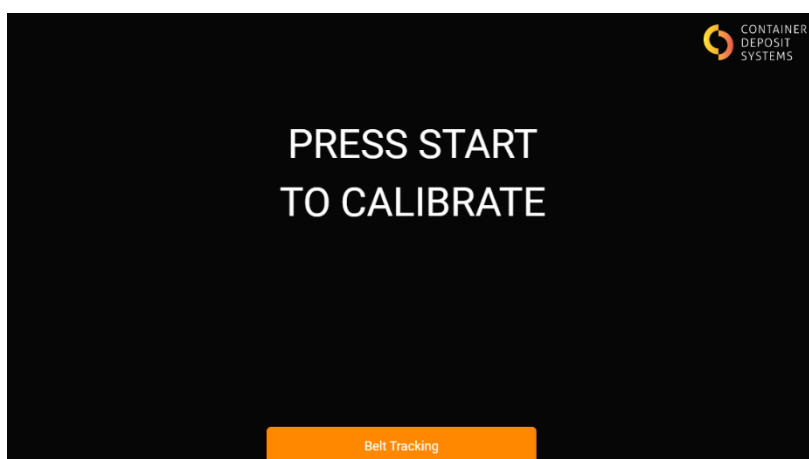 CONTAINER
DEPOSIT
SYSTEMS
PRESS START
TO CALIBRATE
Belt Tracking